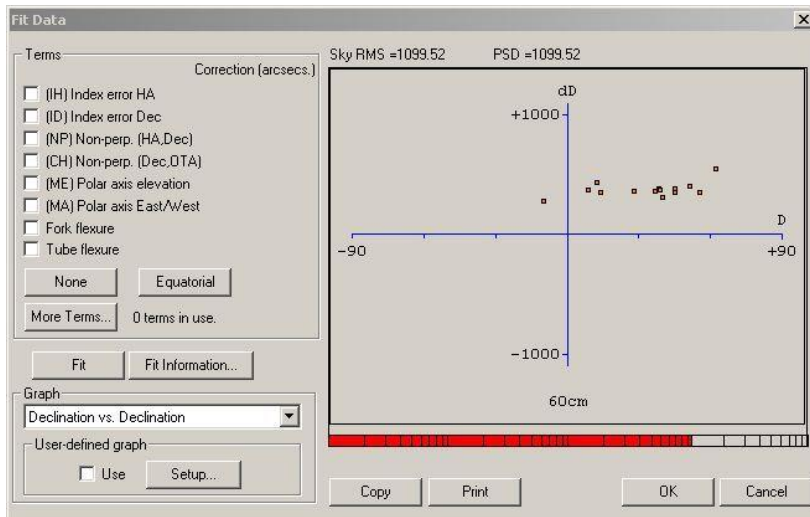 Fit Data
Terms
Correction (arcsecs.)
(IH) Index error HA
(ID) Index error Dec
(NP) Non-perp. (HA,Dec)
(CH) Non-perp. (Dec,OTA)
(ME) Polar axis elevation
(MA) Polar axis East/West
Fork flexure
Tube flexure
None
Equatorial
More Terms...
0 terms in use.
Fit
Fit Information...
Graph
Declination vs. Declination
User-defined graph
Use
Setup...
Sky RMS =1099.52 PSD =1099.52
dD
+1000
D
-90
+90
-1000
60cm
Copy
Print
OK
Cancel